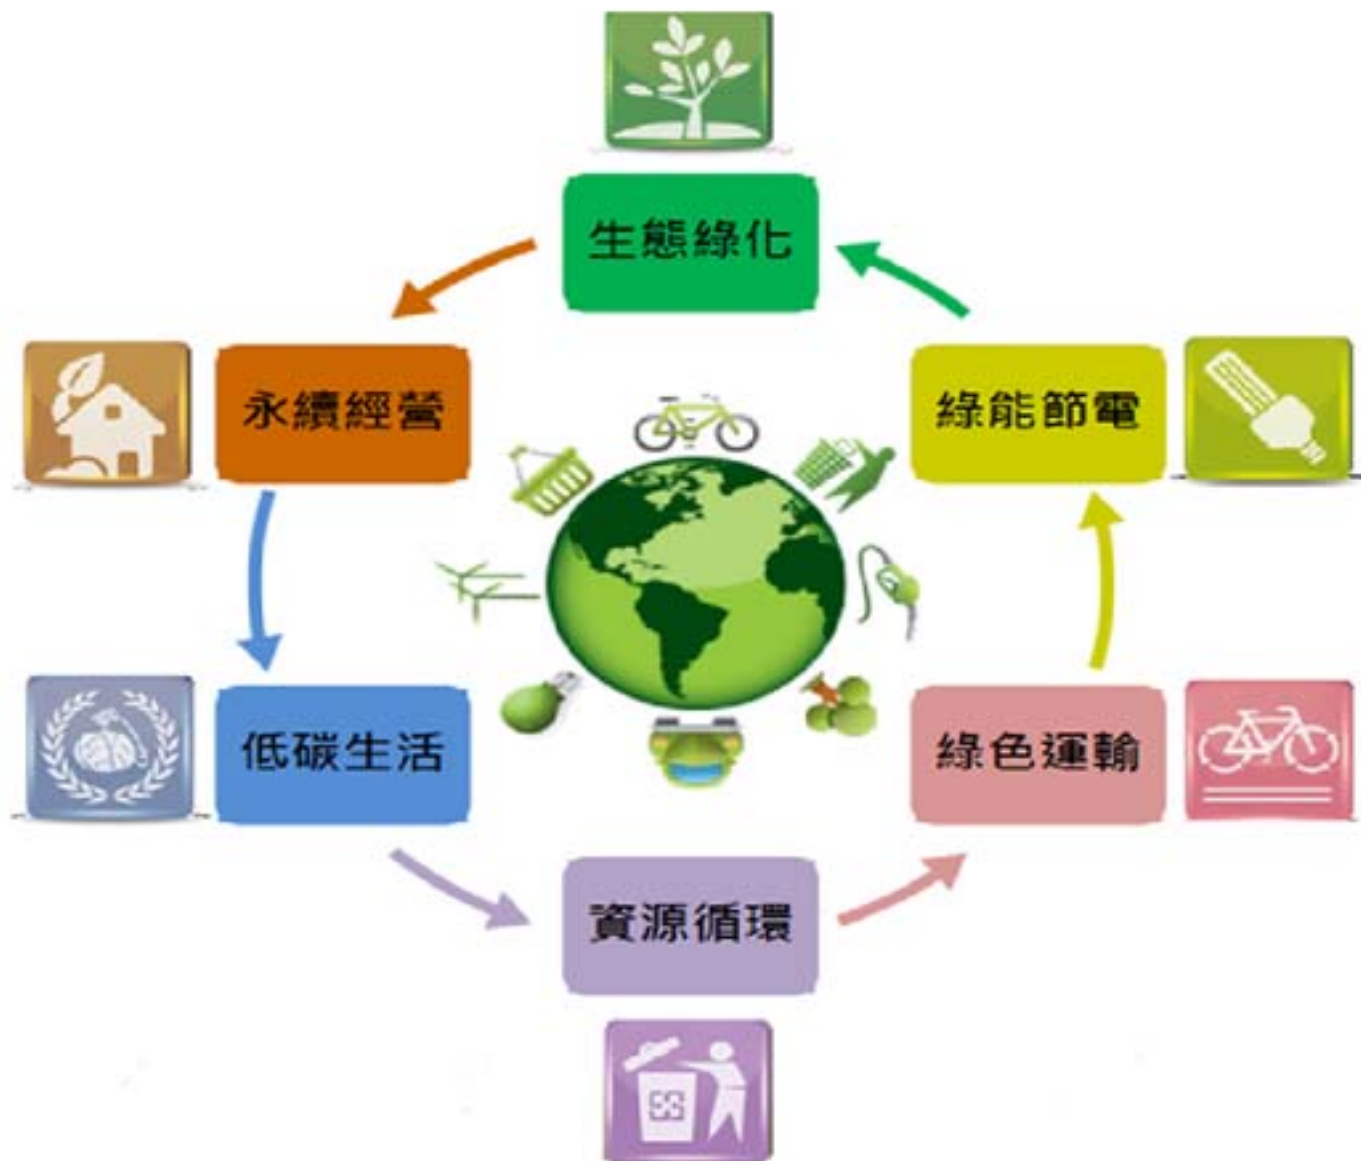 生態綠化
永續經營
綠能節電
低碳生活
綠色運輸
資源循環